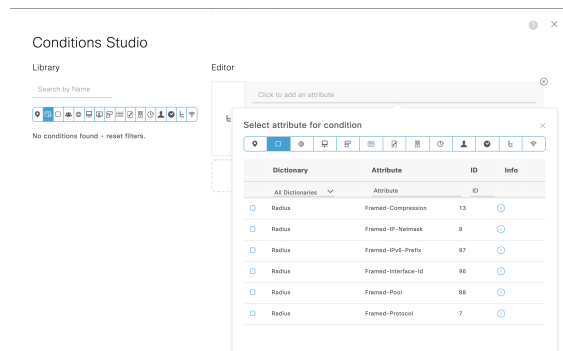 Conditions Studio
Library
Editor
Search by Name
Click to add an attribute
No conditions found - reset filters.
Select attribute for condition
Dictionary Attribute ID Info
All Dictionaries Attribute ID
Radius Framed-Compression 13
Radius Framed-IP-Netmask 9
Radius Framed-IPv6-Prefix 97
Radius Framed-Interface-Id 96
Radius Framed-Pool 88
Radius Framed-Protocol 7